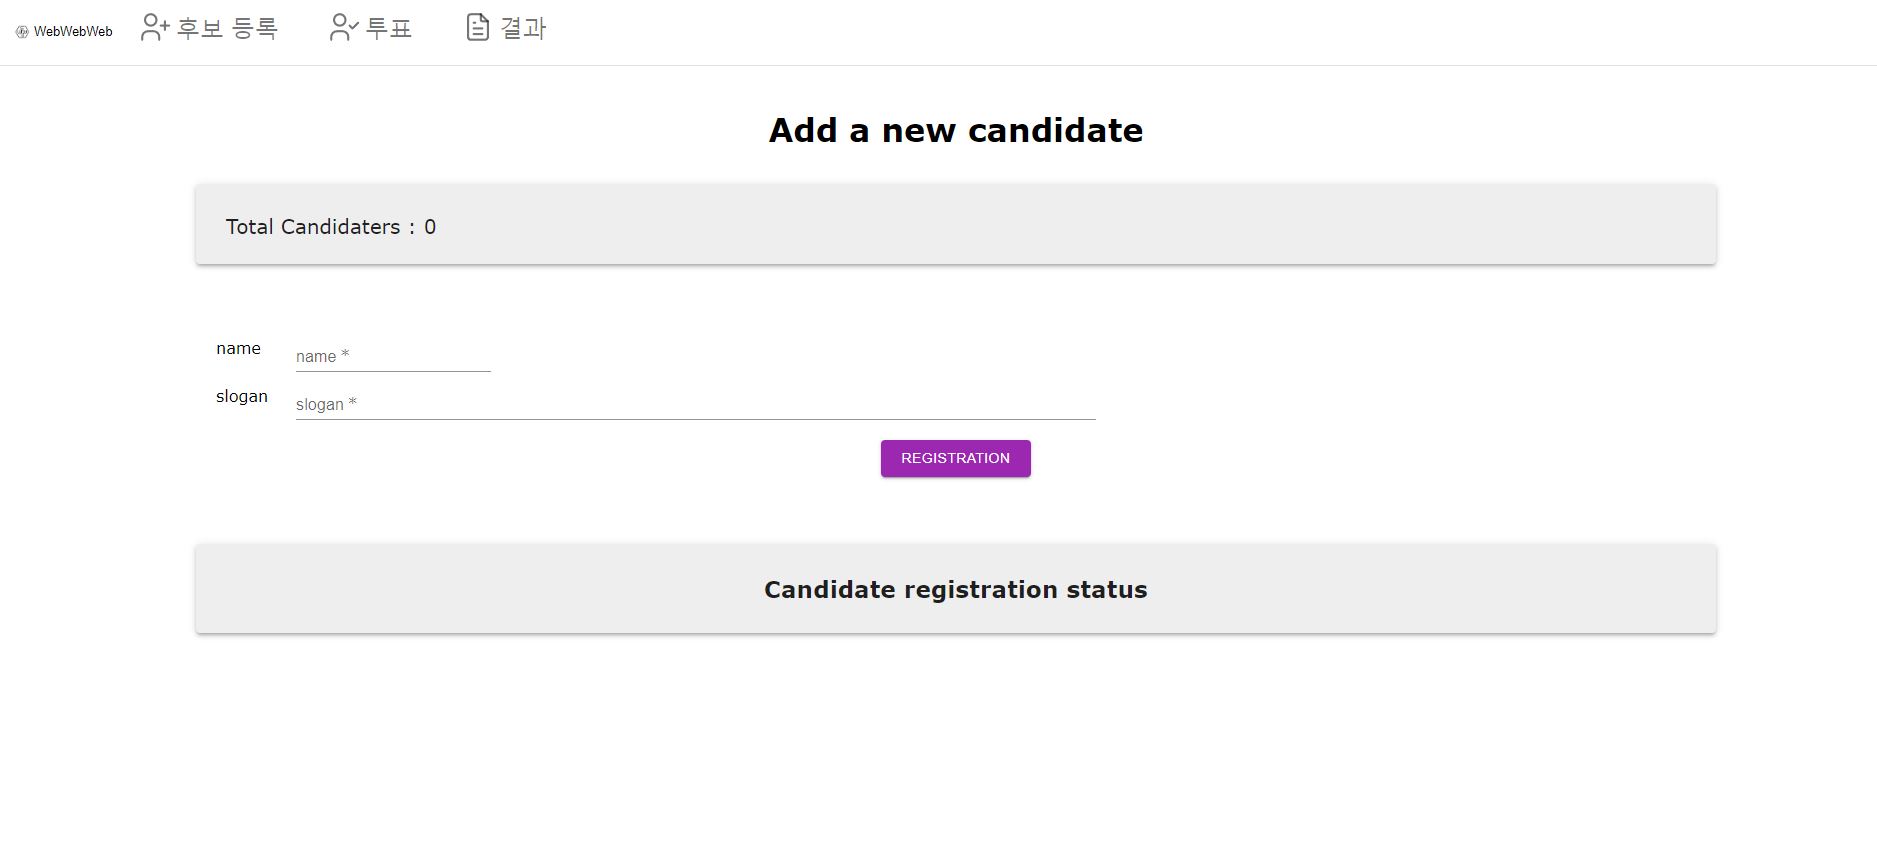 WebWebWeb 후보 등록 투표 결과
Add a new candidate
Total Candidaters : 0
name name *
slogan slogan *
REGISTRATION
Candidate registration status